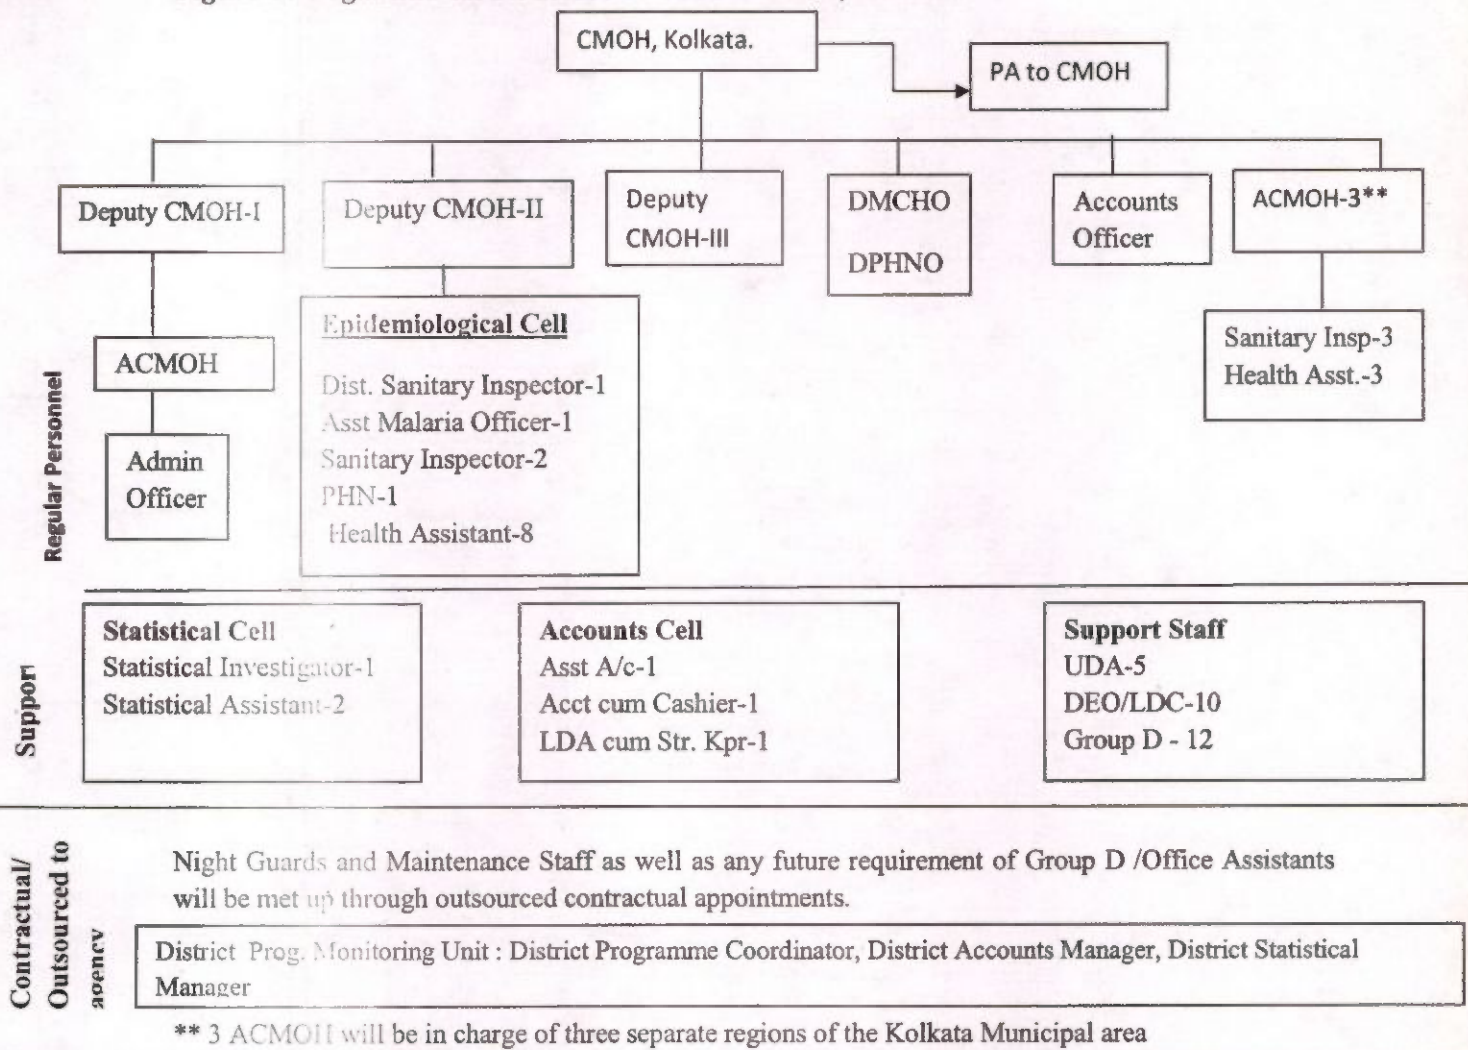 CMOH, Kolkata.
PA to CMOH
Deputy CMOH-I
Deputy CMOH-II
Deputy
CMOH-III
DMCHO
DPHNO
Accounts
Officer
ACMOH-3**
Regular Personnel
ACMOH
Admin
Officer
Epidemiological Cell
Dist. Sanitary Inspector-1
Asst Malaria Officer-1
Sanitary Inspector-2
PHN-1
Health Assistant-8
Sanitary Insp-3
Health Asst.-3
Support
Statistical Cell
Statistical Investigator-1
Statistical Assistant-2
Accounts Cell
Asst A/c-1
Acct cum Cashier-1
LDA cum Str. Kpr-1
Support Staff
UDA-5
DEO/LDC-10
Group D - 12
Contractual/
Outsourced to
agency
Night Guards and Maintenance Staff as well as any future requirement of Group D /Office Assistants
will be met up through outsourced contractual appointments.
District Prog. Monitoring Unit : District Programme Coordinator, District Accounts Manager, District Statistical
Manager
** 3 ACMOH will be in charge of three separate regions of the Kolkata Municipal area